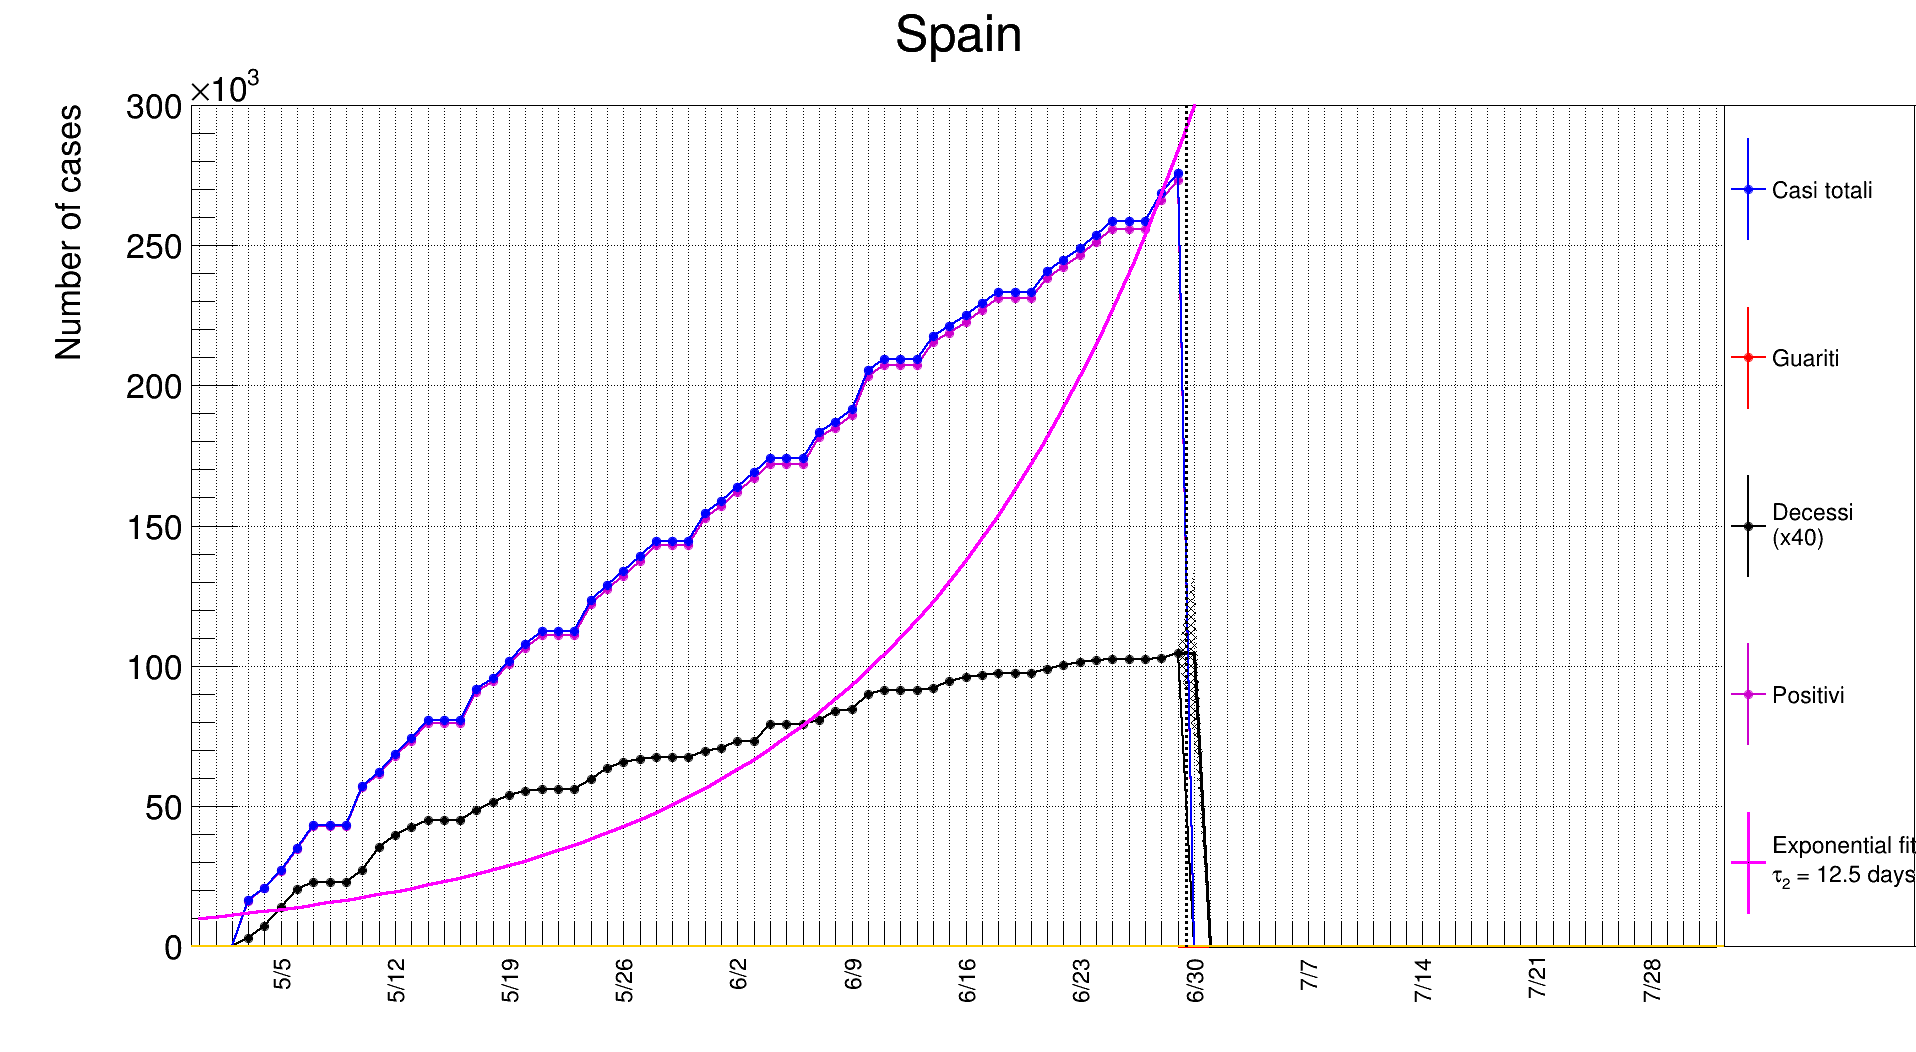 Spain
×10³
Number of cases
300
250
200
150
100
50
0
5/5
5/12
5/19
5/26
6/2
6/9
6/16
6/23
6/30
7/7
7/14
7/21
7/28
Casi totali
Guariti
Decessi
(x40)
Positivi
Exponential fit
τ₂ = 12.5 days